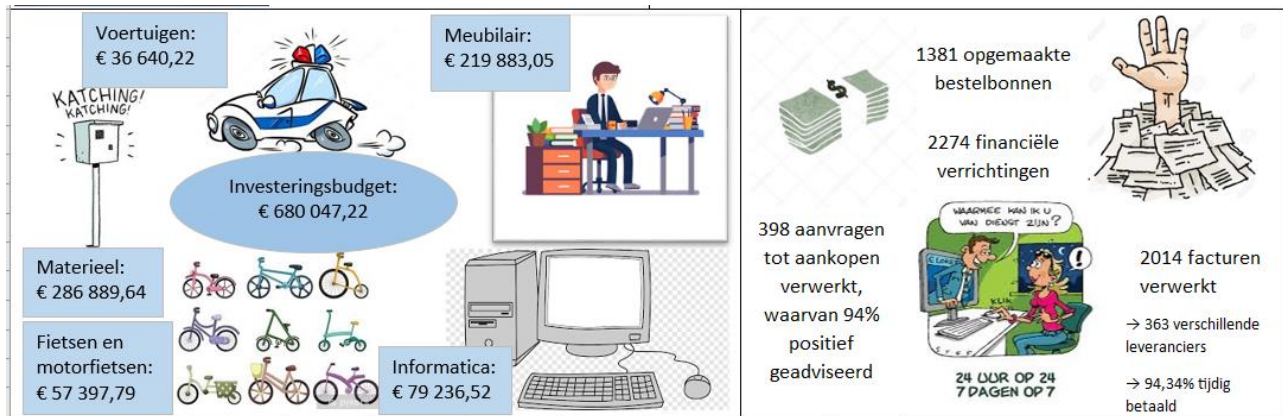 Voertuigen:
€ 36 640,22
Meubilair:
€ 219 883,05
KATCHING!
KATCHING!
Investeringsbudget:
€ 680 047,22
Materieel:
€ 286 889,64
Fietsen en
motorfietsen:
€ 57 397,79
Informatica:
€ 79 236,52
1381 opgemaakte
bestelbonnen
2274 financiële
verrichtingen
398 aanvragen
tot aankopen
verwerkt,
waarvan 94%
positief
geadviseerd
WAARMEE KAN IK U
VAN DIENST ZIJN?
!
KLIK
24 UUR OP 24
7 DAGEN OP 7
2014 facturen
verwerkt
→ 363 verschillende
leveranciers
→ 94,34% tijdig
betaald